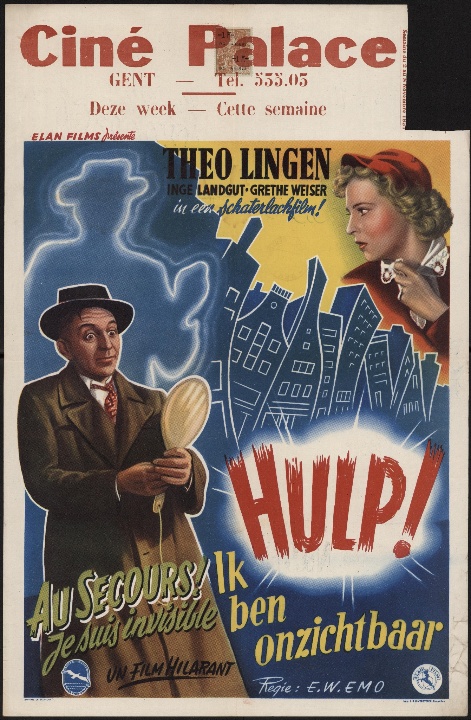 Ciné Palace
GENT — Tel. 555.05
Deze week — Cette semaine
ELAN FILMS présente
THEO LINGEN
INGE LANDGUT · GRETHE WEISER
in een schaterlachfilm!
HULP!
Ik
ben
onzichtbaar
AU SECOURS!
Je suis invisible
UN FILM HILARANT
Regie: E.W. EMO